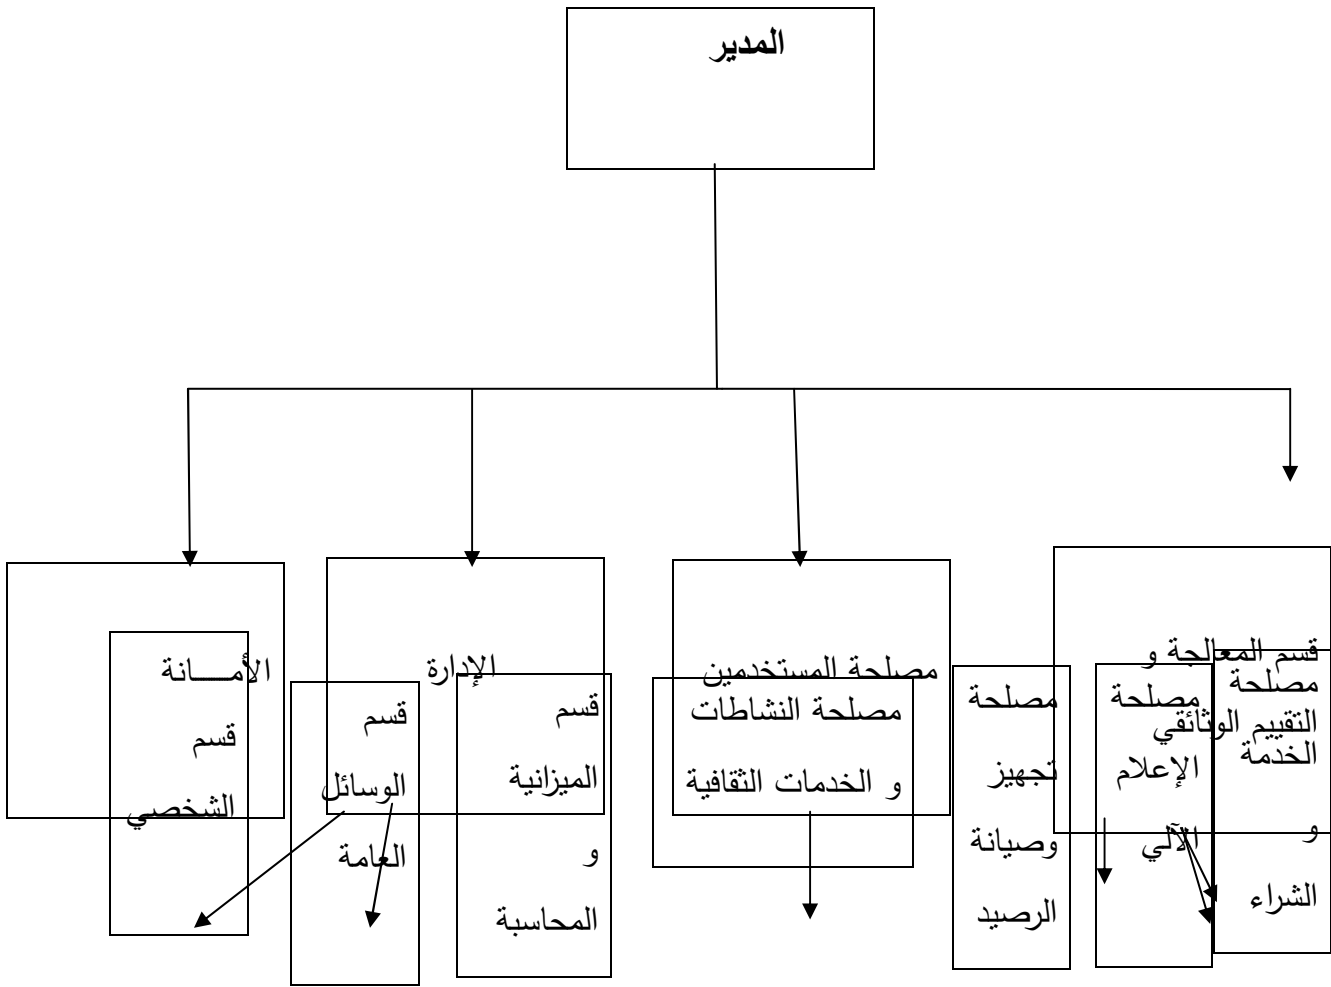 المدير
قسم المعالجة و
التقييم الوثائقي
مصلحة المستخدمين
الإدارة
الأمـــــانة
مصلحة
الخدمة
و
الشراء
مصلحة
الإعلام
الآلي
مصلحة
تجهيز
وصيانة
الرصيد
مصلحة النشاطات
و الخدمات الثقافية
قسم
الميزانية
و
المحاسبة
قسم
الوسائل
العامة
قسم
الشخصي